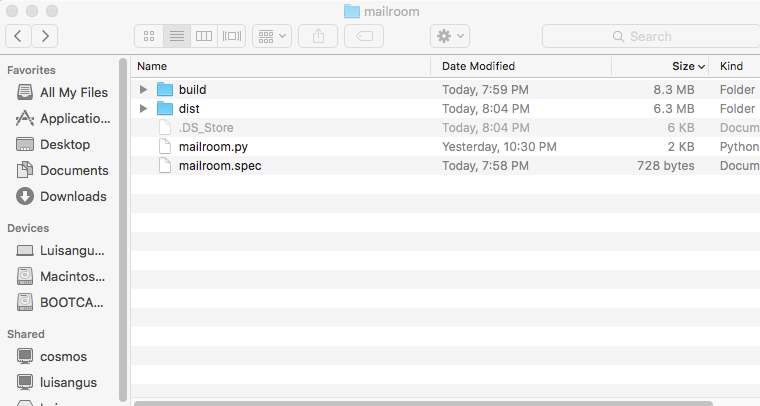 mailroom
Search
Favorites
All My Files
Applicatio...
Desktop
Documents
Downloads
Devices
Luisangu...
Macintos...
BOOTCA...
Shared
cosmos
luisangus
Name Date Modified Size Kind
build Today, 7:59 PM 8.3 MB Folder
dist Today, 8:04 PM 6.3 MB Folder
.DS_Store Today, 8:04 PM 6 KB Docum
mailroom.py Yesterday, 10:30 PM 2 KB Python
mailroom.spec Today, 7:58 PM 728 bytes Docum